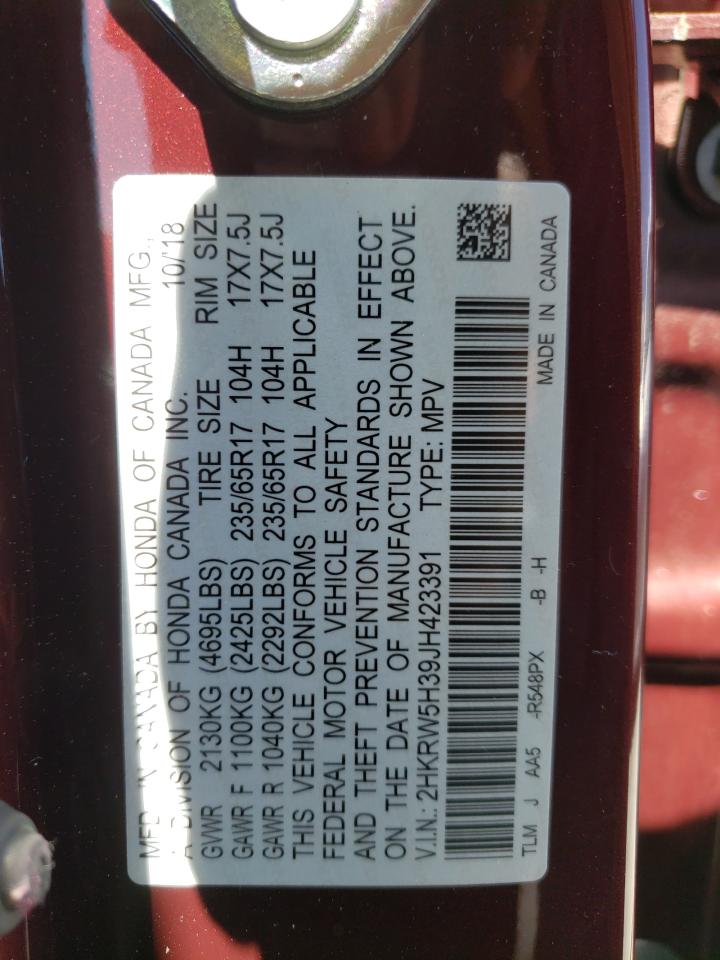 MFD IN CANADA BY HONDA OF CANADA MFG.,
A DIVISION OF HONDA CANADA INC. 10/'18
GVWR 2130KG (4695LBS) TIRE SIZE RIM SIZE
GAWR F 1100KG (2425LBS) 235/65R17 104H 17X7.5J
GAWR R 1040KG (2292LBS) 235/65R17 104H 17X7.5J
THIS VEHICLE CONFORMS TO ALL APPLICABLE
FEDERAL MOTOR VEHICLE SAFETY
AND THEFT PREVENTION STANDARDS IN EFFECT
ON THE DATE OF MANUFACTURE SHOWN ABOVE.
V.I.N.: 2HKRW5H39JH423391 TYPE: MPV
TLM J AA5 -R548PX -B -H MADE IN CANADA